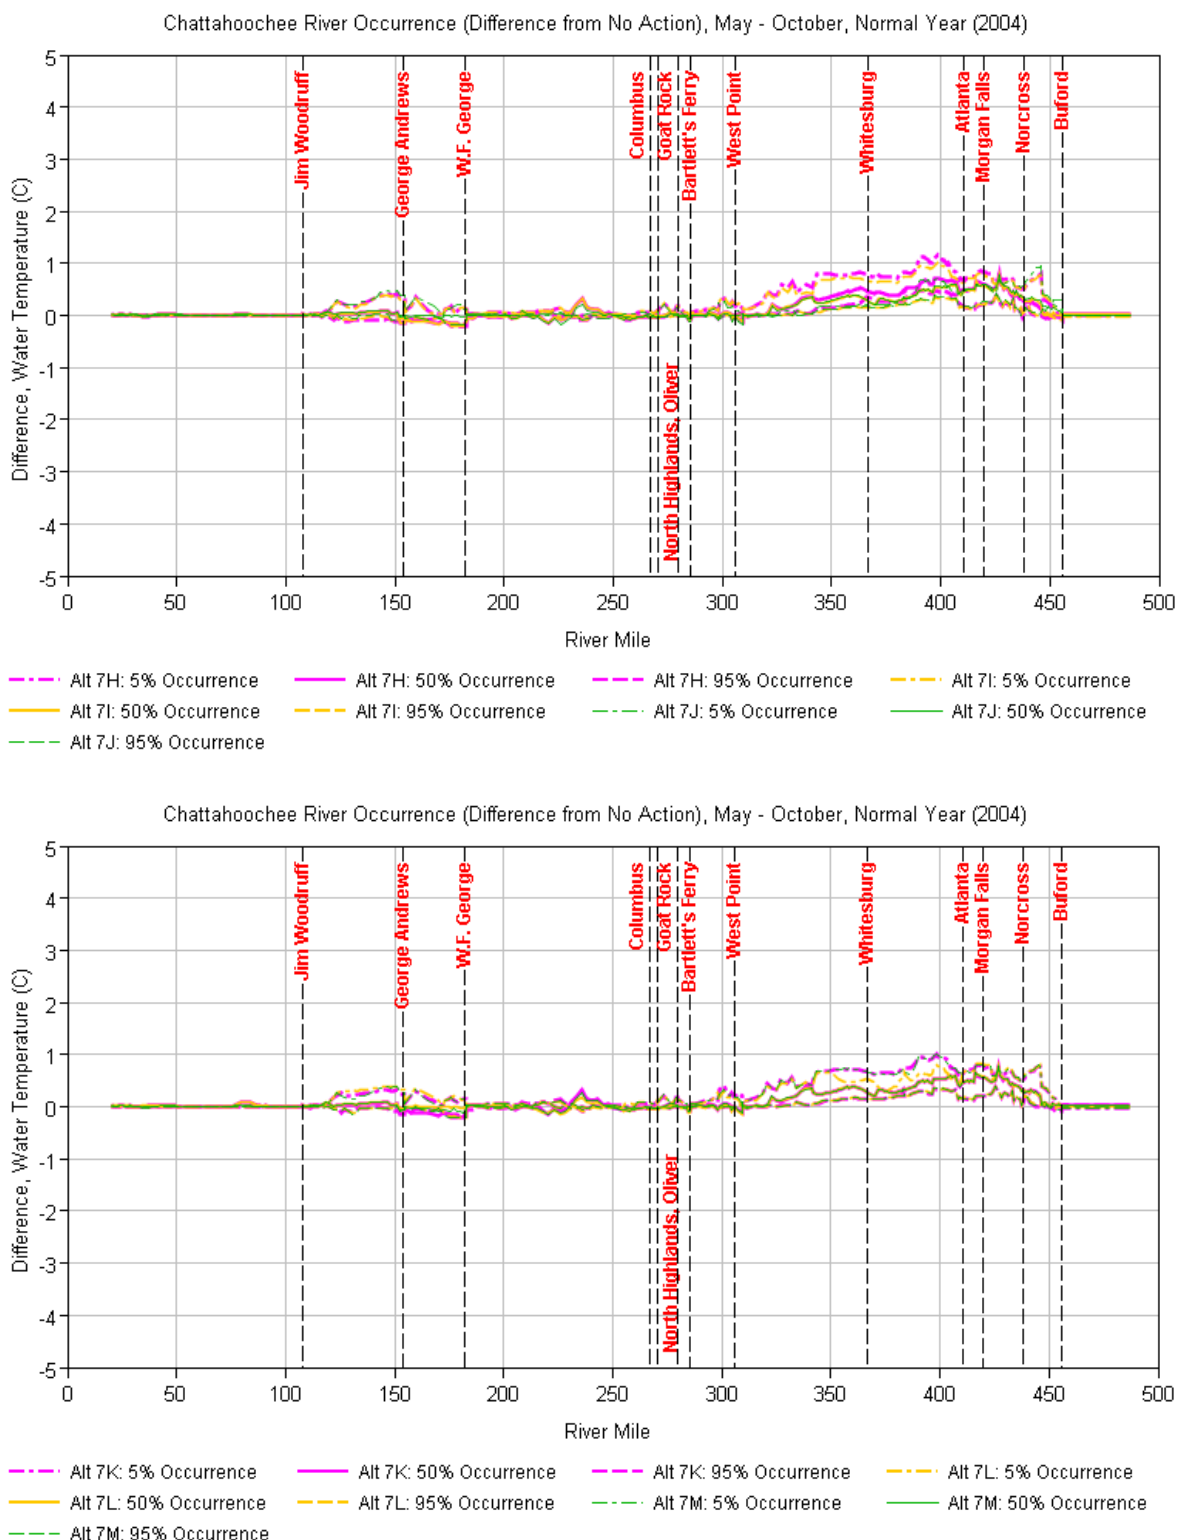 Chattahoochee River Occurrence (Difference from No Action), May - October, Normal Year (2004)
5
4
3
2
1
0
-1
-2
-3
-4
-5
Difference, Water Temperature (C)
Jim Woodruff
George Andrews
W.F. George
Columbus
Goat Rock
North Highlands, Oliver
Bartlett's Ferry
West Point
Whitesburg
Atlanta
Morgan Falls
Norcross
Buford
0 50 100 150 200 250 300 350 400 450 500
River Mile
Alt 7H: 5% Occurrence Alt 7H: 50% Occurrence Alt 7H: 95% Occurrence Alt 7I: 5% Occurrence
Alt 7I: 50% Occurrence Alt 7I: 95% Occurrence Alt 7J: 5% Occurrence Alt 7J: 50% Occurrence
Alt 7J: 95% Occurrence
Chattahoochee River Occurrence (Difference from No Action), May - October, Normal Year (2004)
5
4
3
2
1
0
-1
-2
-3
-4
-5
Difference, Water Temperature (C)
Jim Woodruff
George Andrews
W.F. George
Columbus
Goat Rock
North Highlands, Oliver
Bartlett's Ferry
West Point
Whitesburg
Atlanta
Morgan Falls
Norcross
Buford
0 50 100 150 200 250 300 350 400 450 500
River Mile
Alt 7K: 5% Occurrence Alt 7K: 50% Occurrence Alt 7K: 95% Occurrence Alt 7L: 5% Occurrence
Alt 7L: 50% Occurrence Alt 7L: 95% Occurrence Alt 7M: 5% Occurrence Alt 7M: 50% Occurrence
Alt 7M: 95% Occurrence